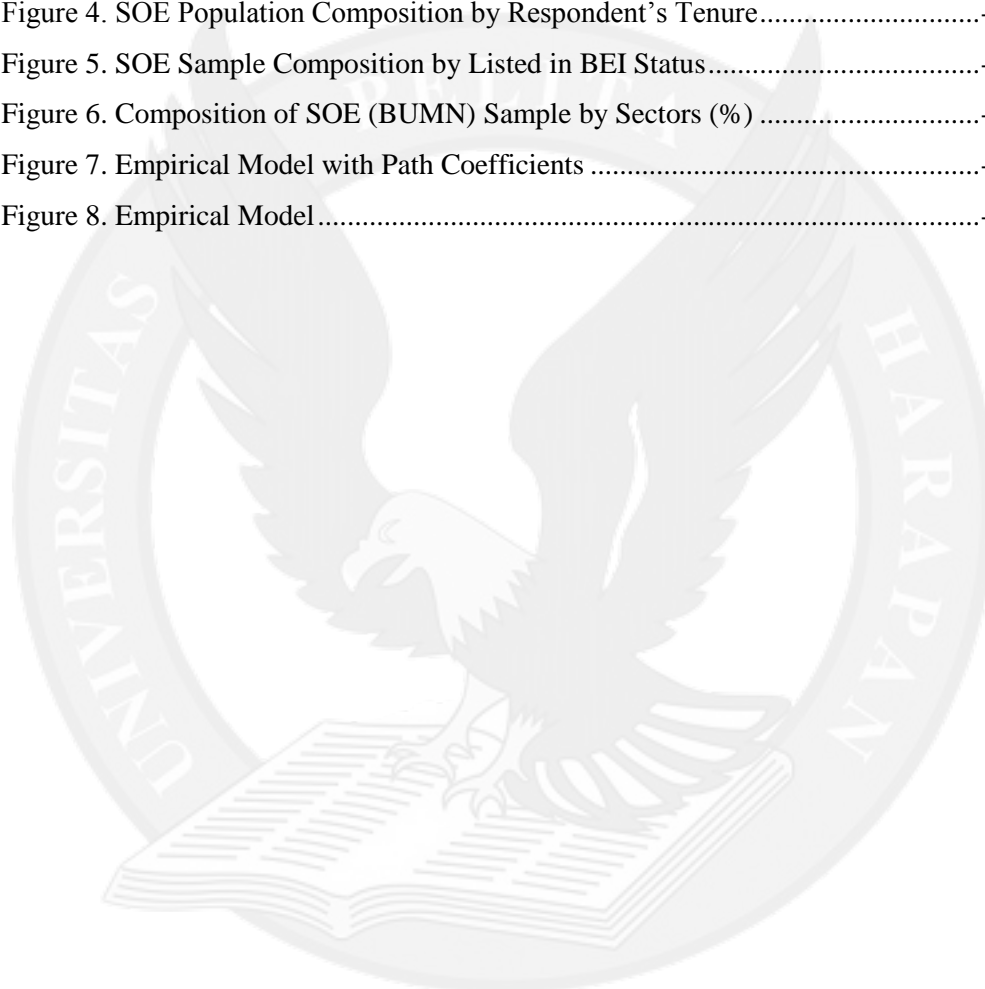 Figure 4. SOE Population Composition by Respondent's Tenure..............................-
Figure 5. SOE Sample Composition by Listed in BEI Status.....................................-
Figure 6. Composition of SOE (BUMN) Sample by Sectors (%) ..............................-
Figure 7. Empirical Model with Path Coefficients ....................................................-
Figure 8. Empirical Model.........................................................................................-
UNIVERSITAS PELITA HARAPAN